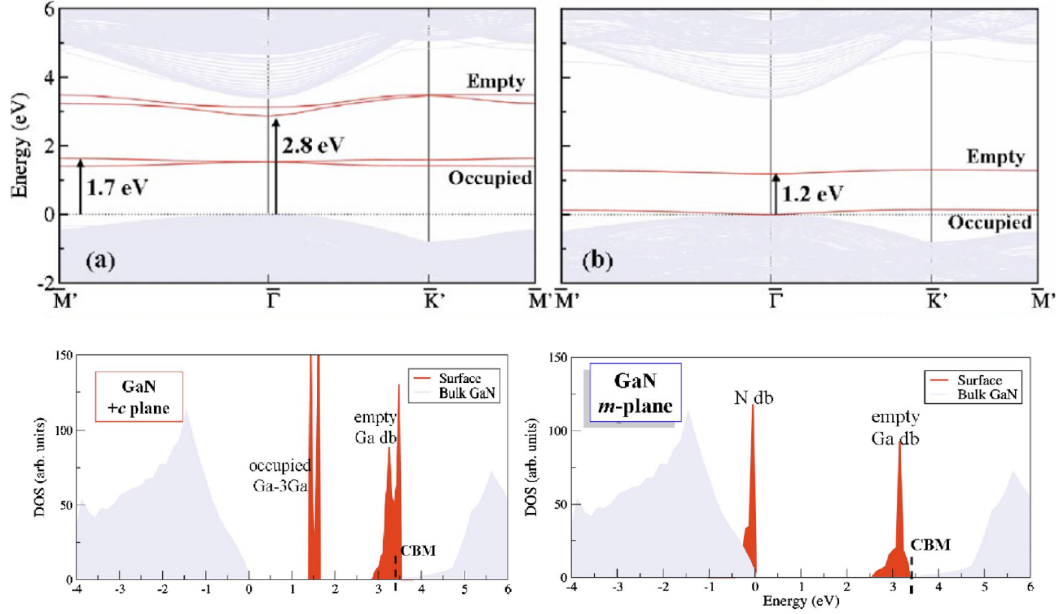 6
4
2
0
-2
Energy (eV)
Empty
2.8 eV
1.7 eV
Occupied
(a)
M̅' Γ̅ K̅' M̅'
Empty
1.2 eV
Occupied
(b)
M̅' Γ̅ K̅' M̅'
150
100
50
0
DOS (arb. units)
GaN
+c plane
Surface
Bulk GaN
empty
Ga db
occupied
Ga-3Ga
CBM
-4 -3 -2 -1 0 1 2 3 4 5 6
150
100
50
0
DOS (arb. units)
GaN
m-plane
Surface
Bulk GaN
N db
empty
Ga db
CBM
-4 -3 -2 -1 0 1 2 3 4 5 6
Energy (eV)